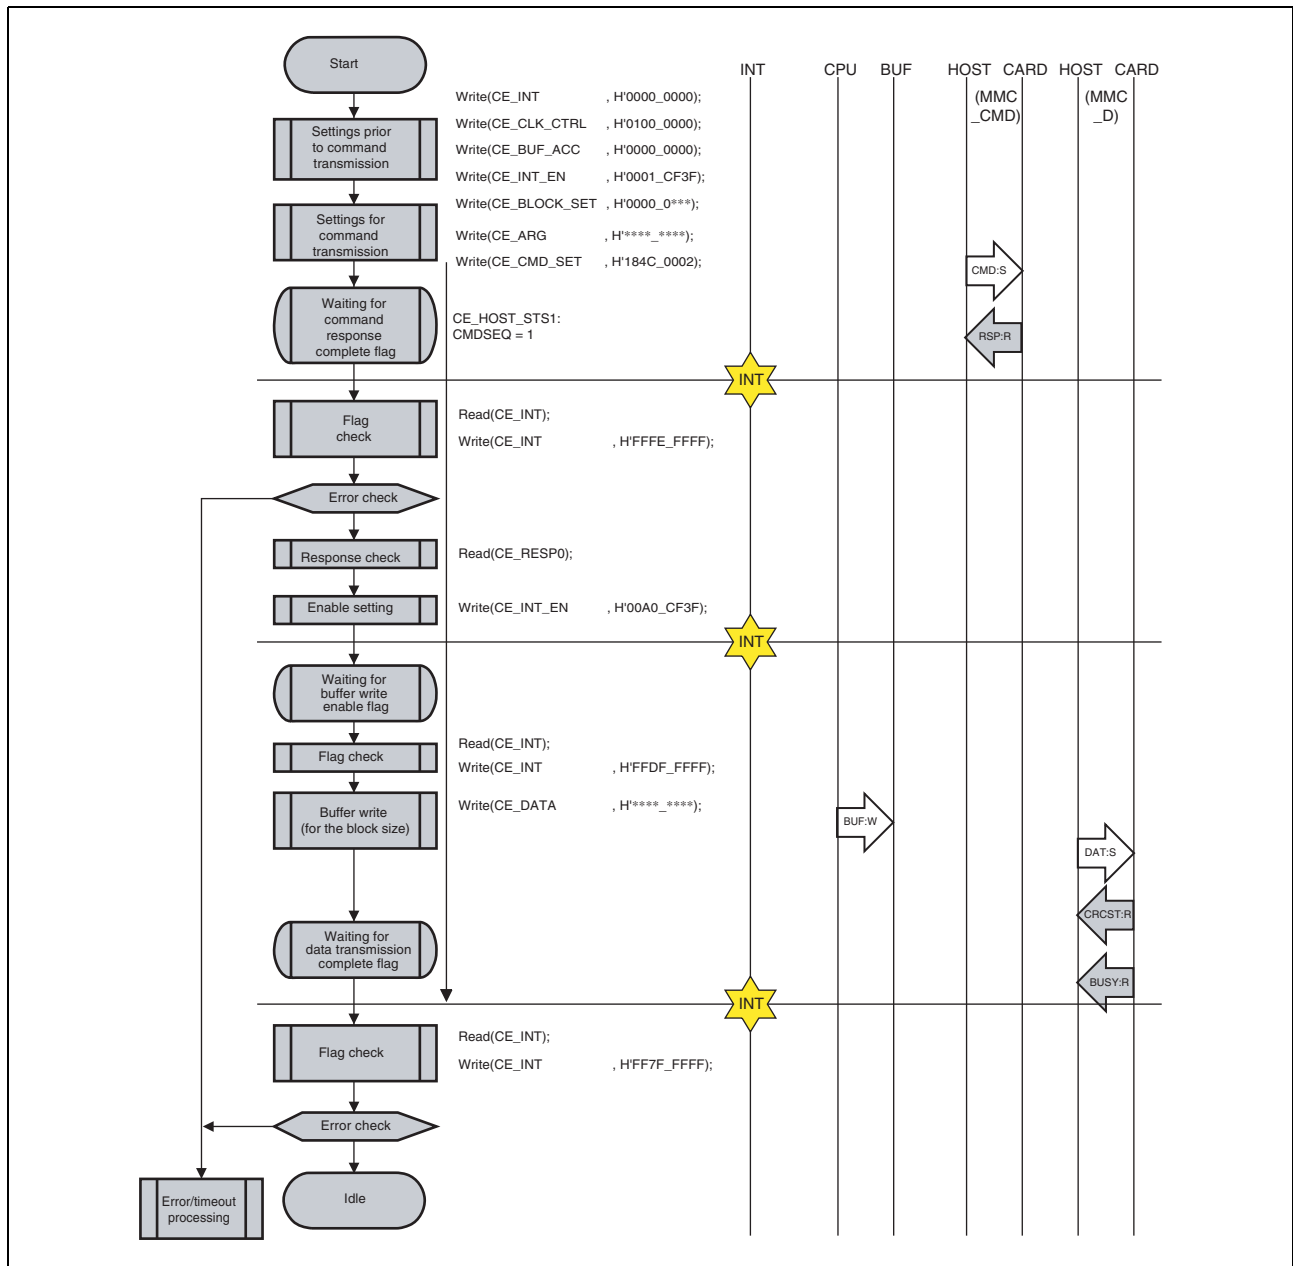 Start
INT CPU BUF HOST CARD HOST CARD
(MMC
_CMD)
(MMC
_D)
Write(CE_INT , H'0000_0000);
Settings prior
to command
transmission
Write(CE_CLK_CTRL , H'0100_0000);
Write(CE_BUF_ACC , H'0000_0000);
Write(CE_INT_EN , H'0001_CF3F);
Settings for
command
transmission
Write(CE_BLOCK_SET , H'0000_0***);
Write(CE_ARG , H'****_****);
Write(CE_CMD_SET , H'184C_0002);
CMD:S
Waiting for
command
response
complete flag
CE_HOST_STS1:
CMDSEQ = 1
RSP:R
INT
Flag
check
Read(CE_INT);
Write(CE_INT , H'FFFE_FFFF);
Error check
Response check
Read(CE_RESP0);
Enable setting
Write(CE_INT_EN , H'00A0_CF3F);
INT
Waiting for
buffer write
enable flag
Flag check
Read(CE_INT);
Write(CE_INT , H'FFDF_FFFF);
Buffer write
(for the block size)
Write(CE_DATA , H'****_****);
BUF:W
DAT:S
CRCST:R
Waiting for
data transmission
complete flag
BUSY:R
INT
Flag check
Read(CE_INT);
Write(CE_INT , H'FF7F_FFFF);
Error check
Error/timeout
processing
Idle